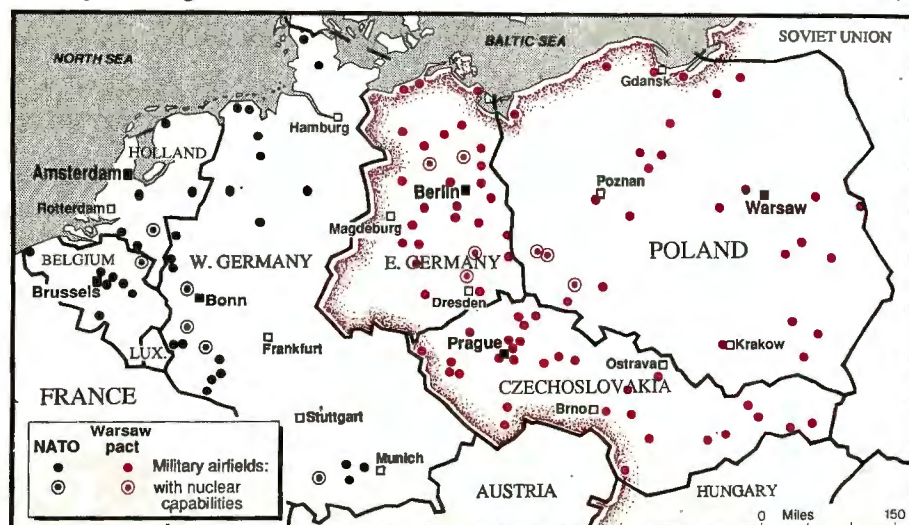 SOVIET UNION
NORTH SEA
BALTIC SEA
Gdansk
Hamburg
HOLLAND
Amsterdam
Rotterdam
Berlin
Poznan
Warsaw
Magdeburg
BELGIUM
W. GERMANY
E. GERMANY
POLAND
Brussels
Bonn
Dresden
LUX.
Frankfurt
Prague
Krakow
Ostrava
FRANCE
CZECHOSLOVAKIA
Brno
Stuttgart
NATO
Warsaw
pact
Military airfields:
with nuclear
capabilities
Munich
AUSTRIA
HUNGARY
0 Miles 150